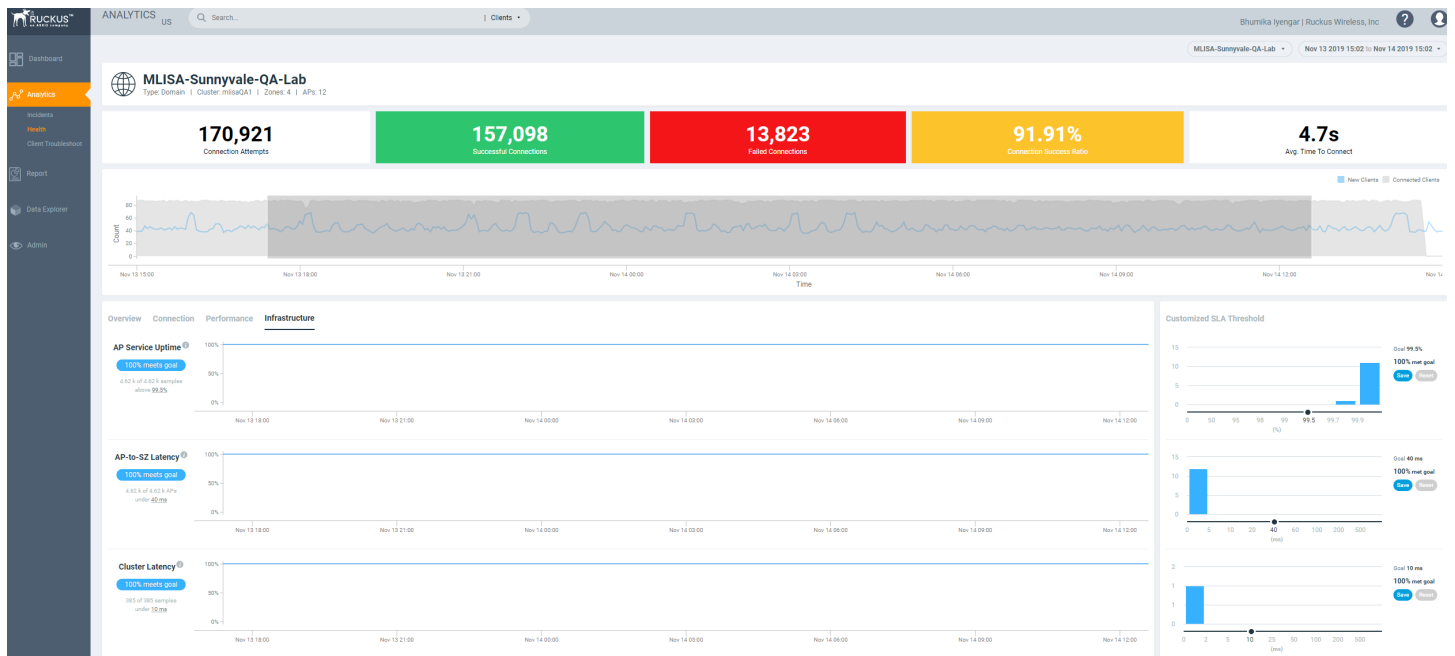 RUCKUS™
an ARRIS company
ANALYTICS US
Search...
| Clients
Bhumika Iyengar | Ruckus Wireless, Inc
?
MLISA-Sunnyvale-QA-Lab
Nov 13 2019 15:02 to Nov 14 2019 15:02
Dashboard
Analytics
Incidents
Health
Client Troubleshoot
Report
Data Explorer
Admin
MLISA-Sunnyvale-QA-Lab
Type: Domain | Cluster: mlisaQA1 | Zones: 4 | APs: 12
170,921
Connection Attempts
157,098
Successful Connections
13,823
Failed Connections
91.91%
Connection Success Ratio
4.7s
Avg. Time To Connect
New Clients Connected Clients
Count
80
60
40
20
0
Nov 13 15:00 Nov 13 18:00 Nov 13 21:00 Nov 14 00:00 Nov 14 03:00 Nov 14 06:00 Nov 14 09:00 Nov 14 12:00 Nov 14
Time
Overview Connection Performance Infrastructure
AP Service Uptime
100% meets goal
4.62 k of 4.62 k samples
above 99.5%
100%
50%
0%
Nov 13 18:00 Nov 13 21:00 Nov 14 00:00 Nov 14 03:00 Nov 14 06:00 Nov 14 09:00 Nov 14 12:00
AP-to-SZ Latency
100% meets goal
4.62 k of 4.62 k APs
under 40 ms
100%
50%
0%
Nov 13 18:00 Nov 13 21:00 Nov 14 00:00 Nov 14 03:00 Nov 14 06:00 Nov 14 09:00 Nov 14 12:00
Cluster Latency
100% meets goal
385 of 385 samples
under 10 ms
100%
50%
0%
Nov 13 18:00 Nov 13 21:00 Nov 14 00:00 Nov 14 03:00 Nov 14 06:00 Nov 14 09:00 Nov 14 12:00
Customized SLA Threshold
15
10
5
0
0 50 95 98 99 99.5 99.7 99.9
(%)
Goal 99.5%
100% met goal
Save Reset
15
10
5
0
0 5 10 20 40 60 100 200 500
(ms)
Goal 40 ms
100% met goal
Save Reset
2
1
1
0
0 2 5 10 25 50 100 200 500
(ms)
Goal 10 ms
100% met goal
Save Reset